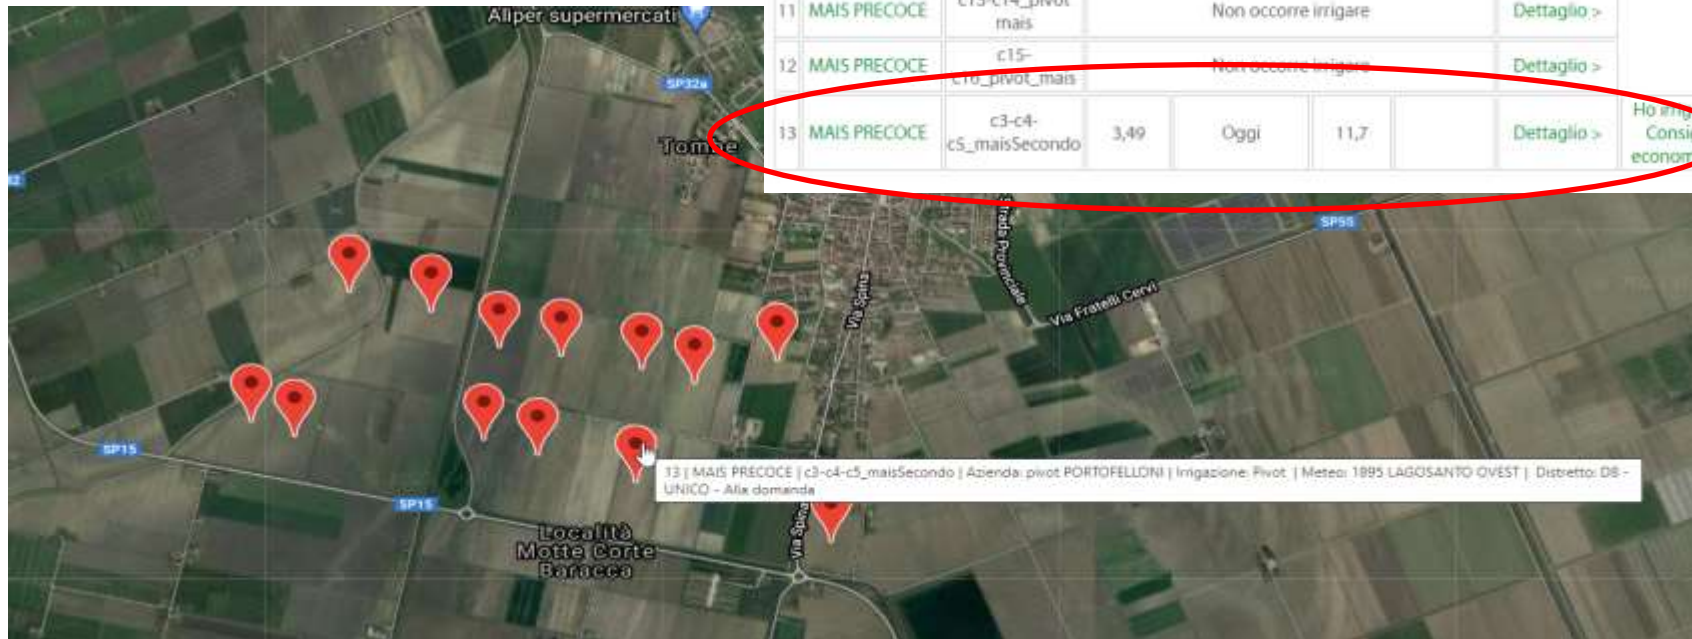 Aliper supermercati
SP32a
Tombe
11 MAIS PRECOCE c13-c14_pivot mais Non occorre irrigare Dettaglio >
12 MAIS PRECOCE c15-c16_pivot_mais Non occorre irrigare Dettaglio >
13 MAIS PRECOCE c3-c4-c5_maisSecondo 3,49 Oggi 11,7 Dettaglio >
Strada Provinciale
SP55
Via Spina
Via Fratelli Cervi
SP15
13 | MAIS PRECOCE | c3-c4-c5_maisSecondo | Azienda: pivot PORTOFELLONI | Irrigazione: Pivot | Meteo: 1895 LAGOSANTO OVEST | Distretto: D8 -
UNICO - Alla domanda
SP15
Via Spina
Località
Motte Corte
Baracca